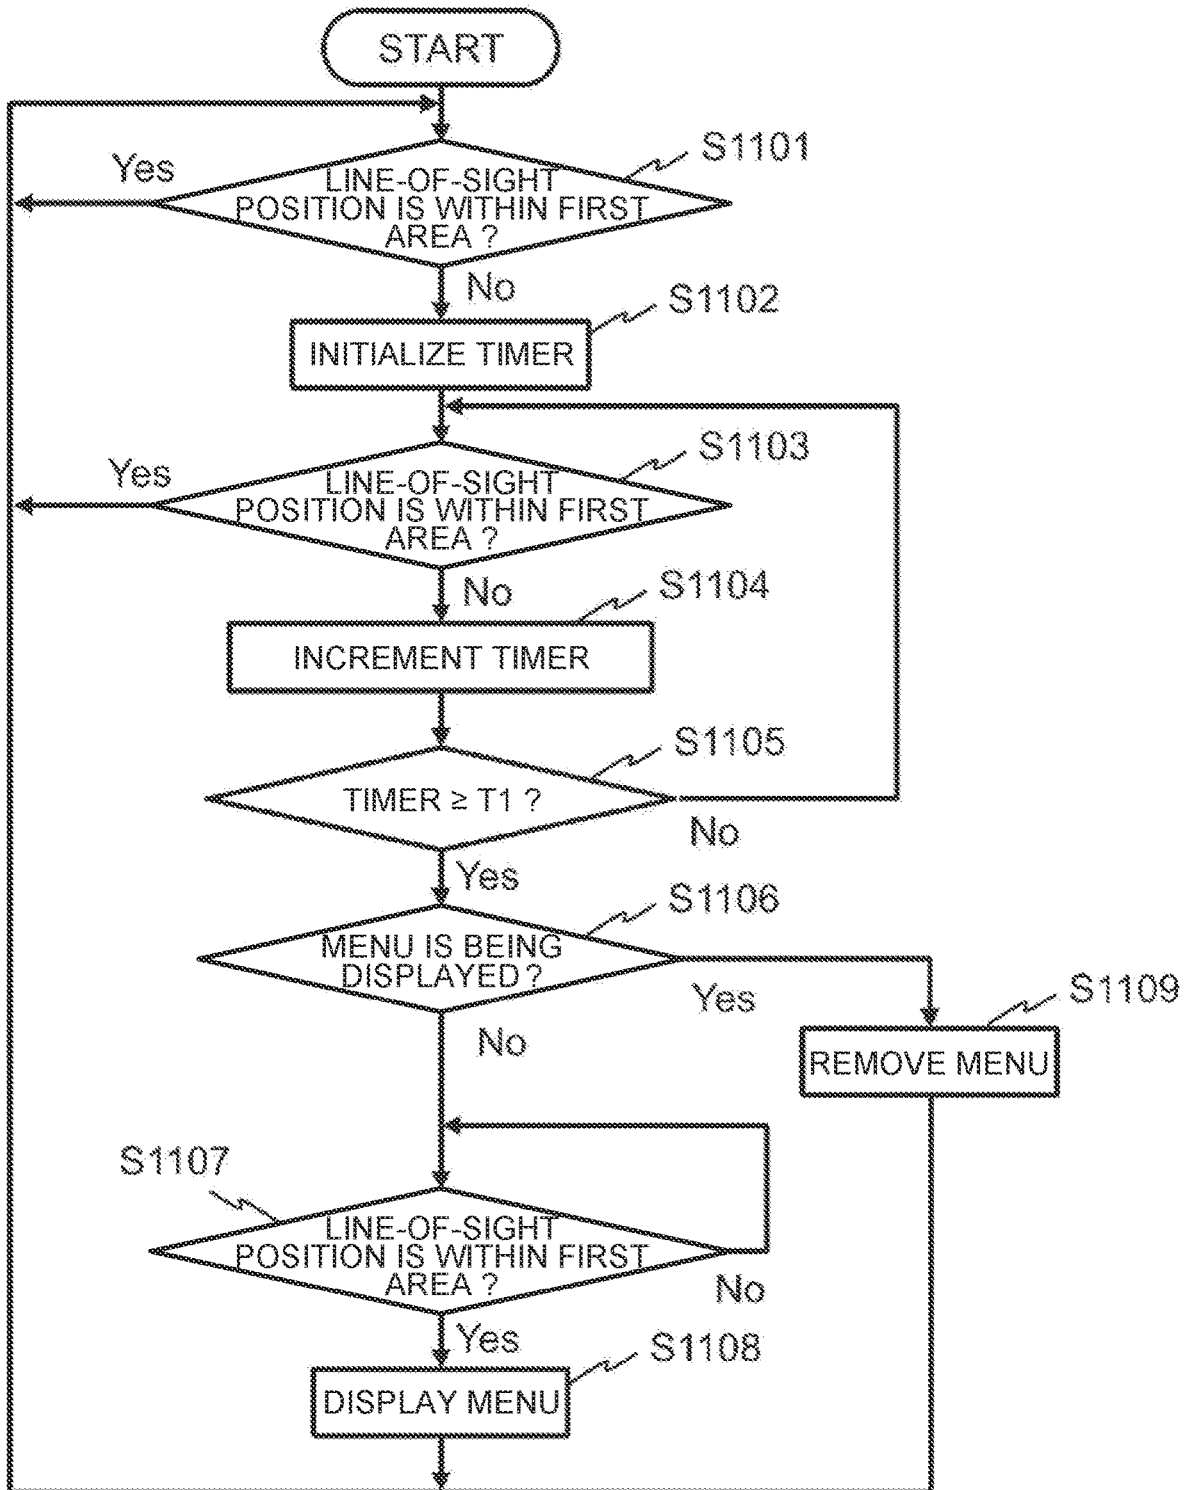 START
S1101
Yes
LINE-OF-SIGHT
POSITION IS WITHIN FIRST
AREA ?
No
S1102
INITIALIZE TIMER
S1103
Yes
LINE-OF-SIGHT
POSITION IS WITHIN FIRST
AREA ?
No
S1104
INCREMENT TIMER
S1105
TIMER ≥ T1 ?
No
Yes
S1106
MENU IS BEING
DISPLAYED ?
Yes
S1109
No
REMOVE MENU
S1107
LINE-OF-SIGHT
POSITION IS WITHIN FIRST
AREA ?
No
Yes
S1108
DISPLAY MENU